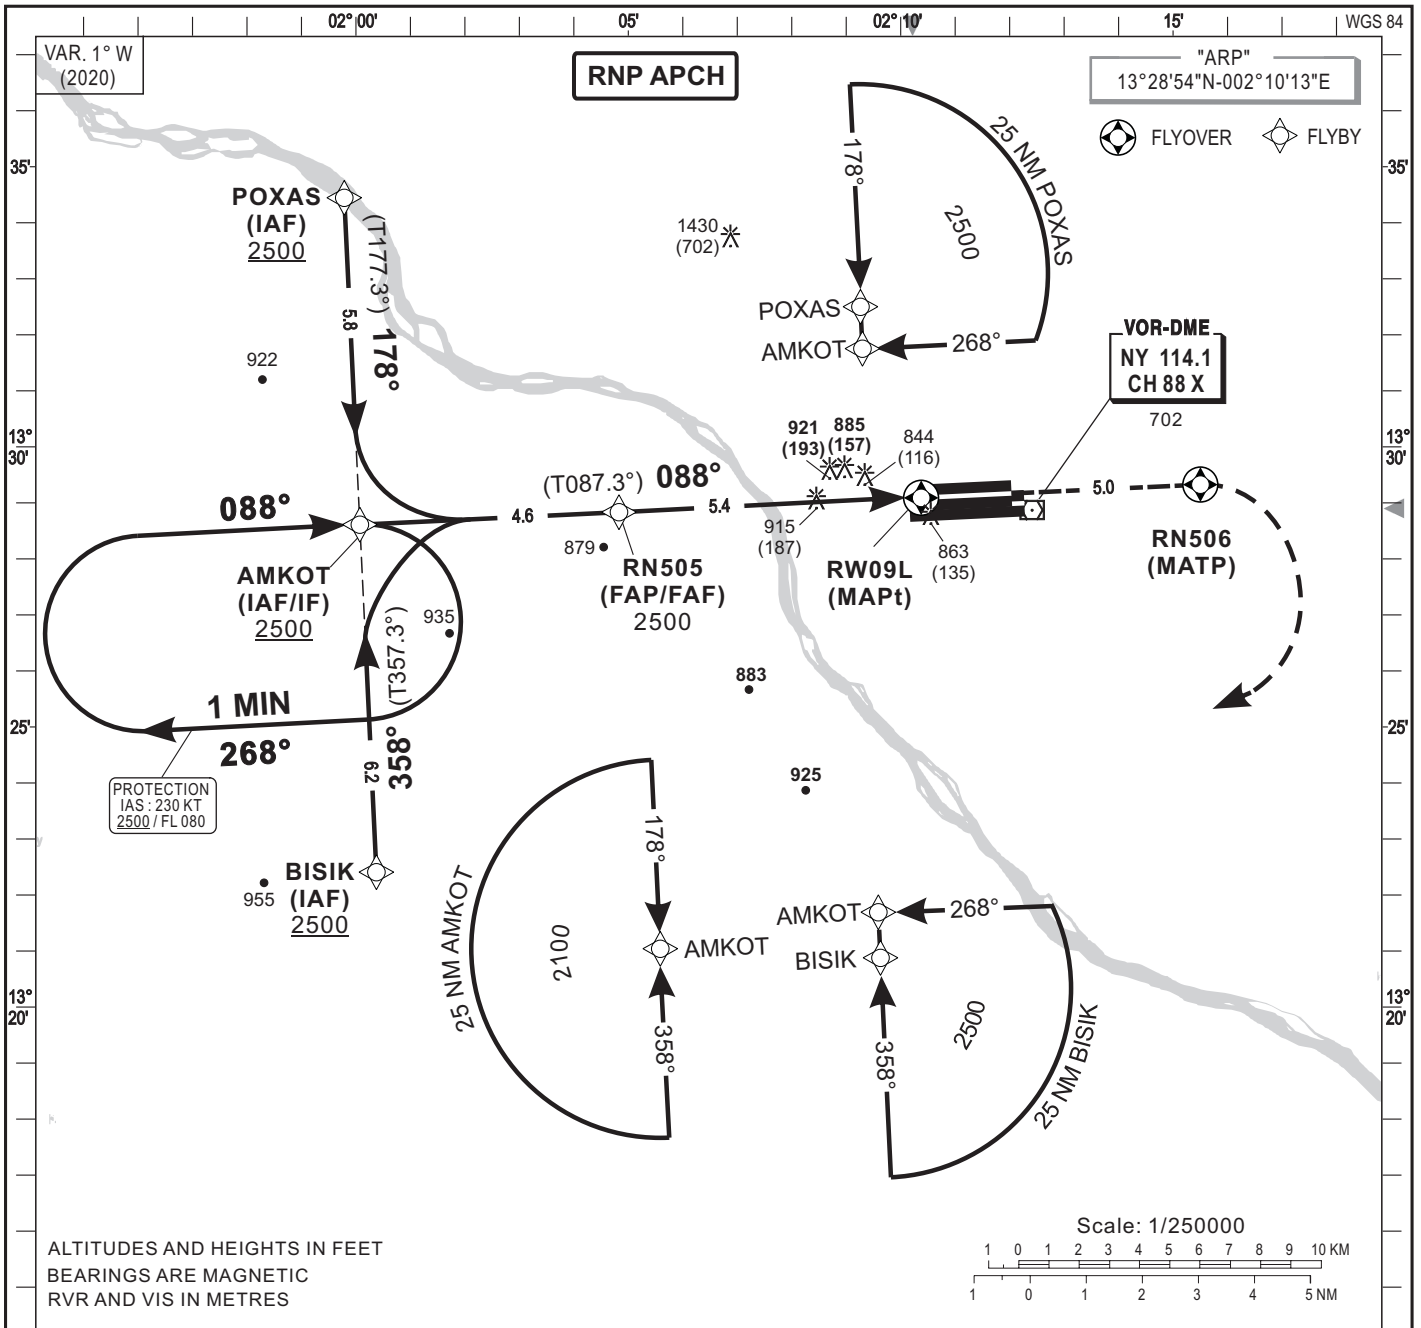 02°00'
05'
02°10'
15'
WGS 84
VAR. 1° W
(2020)
RNP APCH
"ARP"
13°28'54"N-002°10'13"E
FLYOVER
FLYBY
35'
35'
POXAS
(IAF)
2500
(T177.3°)
178°
5.8
1430
(702)
178°
25 NM POXAS
2500
POXAS
AMKOT
268°
VOR-DME
NY 114.1
CH 88 X
702
922
13°
30'
13°
30'
921
(193)
885
(157)
844
(116)
088°
(T087.3°)
088°
4.6
5.4
5.0
915
(187)
863
(135)
879
AMKOT
(IAF/IF)
2500
RN505
(FAP/FAF)
2500
RW09L
(MAPt)
RN506
(MATP)
935
(T357.3°)
883
1 MIN
268°
358°
6.2
25'
25'
PROTECTION
IAS : 230 KT
2500 / FL 080
925
BISIK
(IAF)
2500
955
178°
25 NM AMKOT
2100
AMKOT
358°
AMKOT
268°
BISIK
358°
2500
25 NM BISIK
13°
20'
13°
20'
ALTITUDES AND HEIGHTS IN FEET
BEARINGS ARE MAGNETIC
RVR AND VIS IN METRES
Scale: 1/250000
1 0 1 2 3 4 5 6 7 8 9 10 KM
1 0 1 2 3 4 5 NM